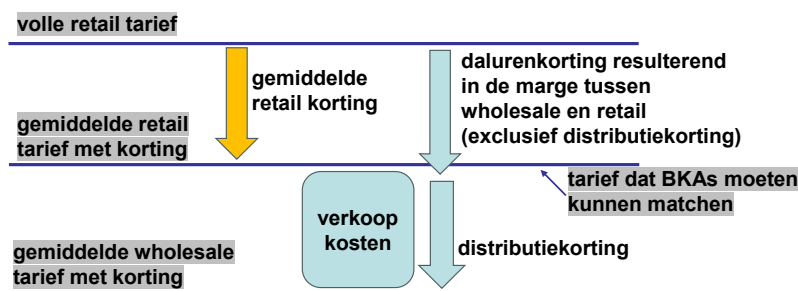 volle retail tarief
gemiddelde
retail korting
dalurenkorting resulterend
in de marge tussen
wholesale en retail
(exclusief distributiekorting)
gemiddelde retail
tarief met korting
tarief dat BKAs moeten
kunnen matchen
verkoop
kosten
distributiekorting
gemiddelde wholesale
tarief met korting